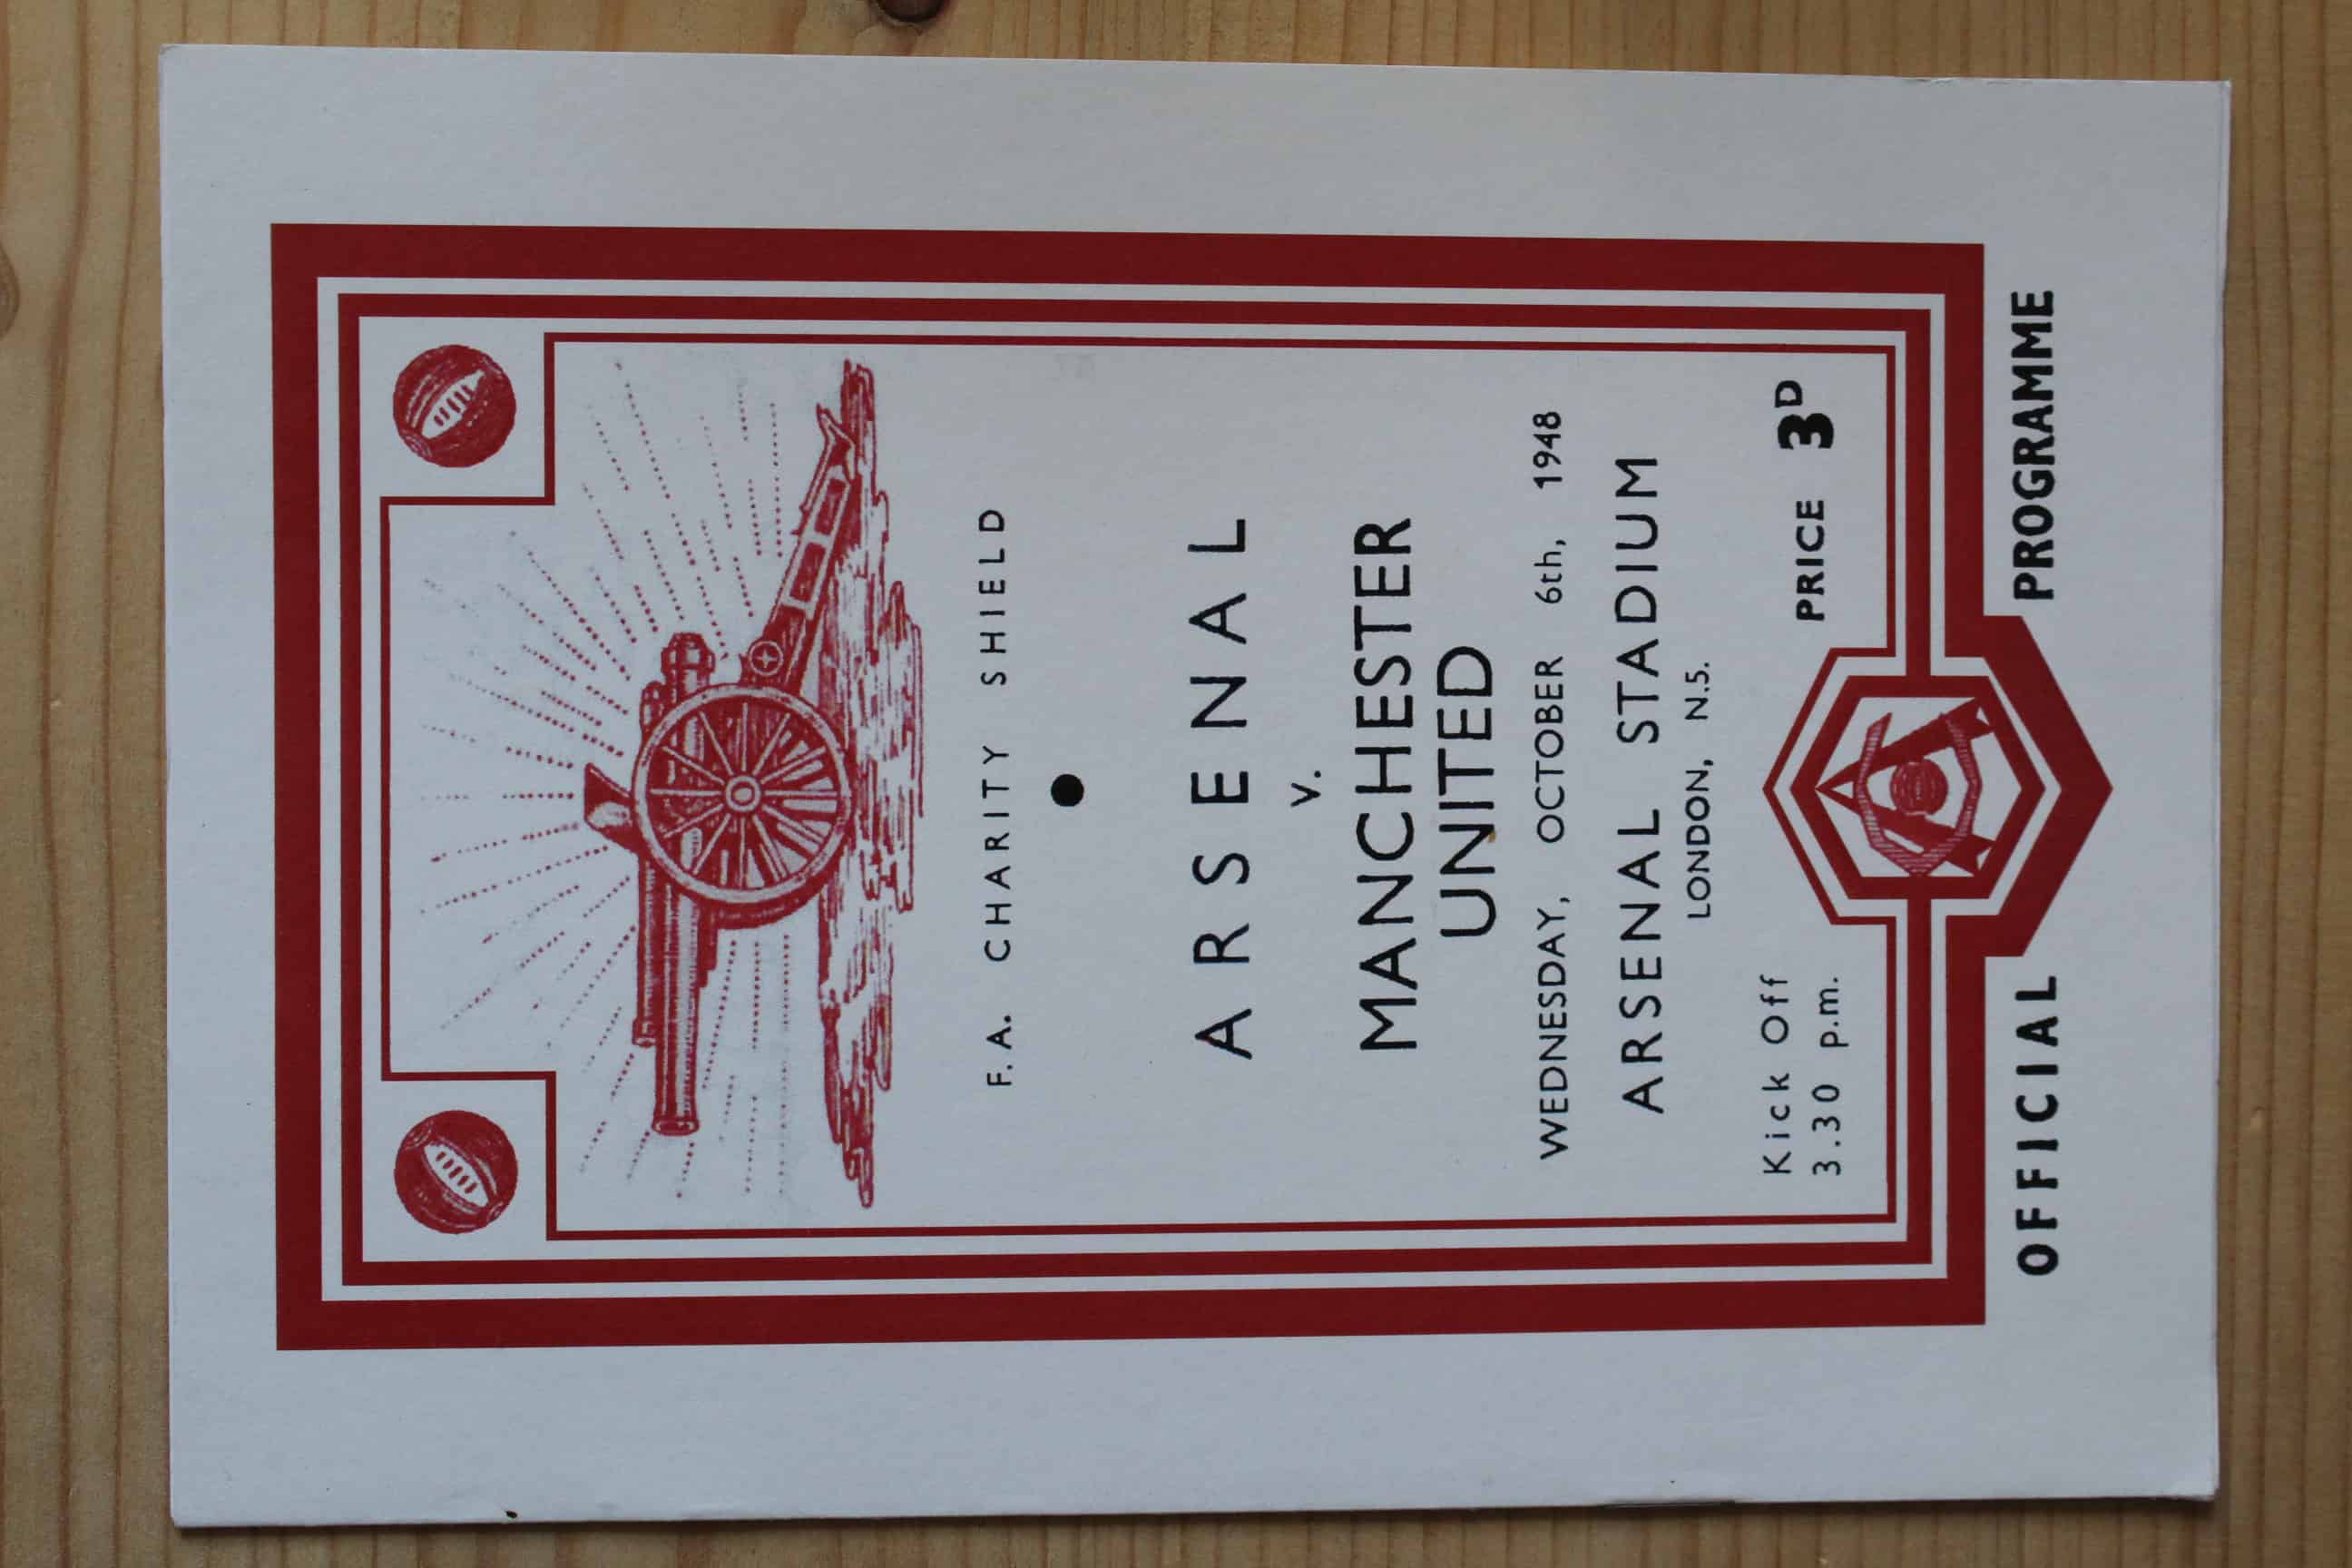 F.A. CHARITY SHIELD
ARSENAL
v.
MANCHESTER
UNITED
WEDNESDAY, OCTOBER 6th, 1948
ARSENAL STADIUM
LONDON, N.5.
Kick Off
3.30 p.m.
PRICE 3D
OFFICIAL PROGRAMME